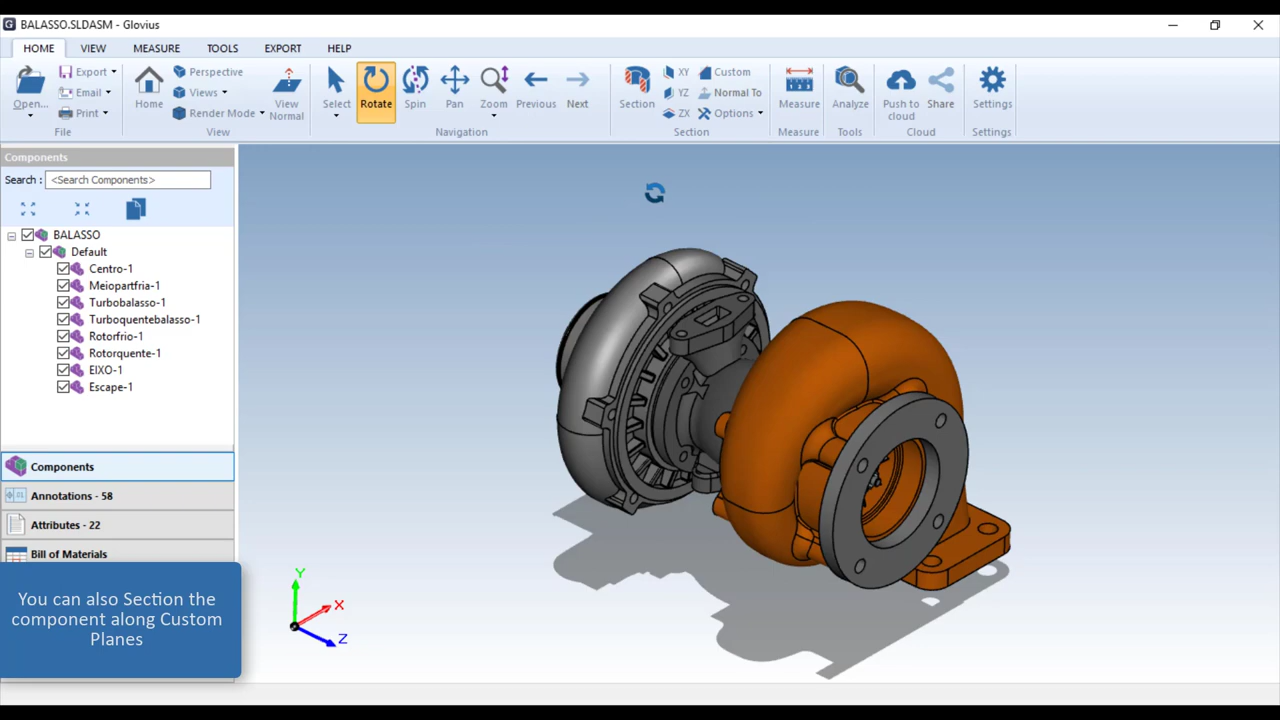 G BALASSO.SLDASM - Glovius
HOME VIEW MEASURE TOOLS EXPORT HELP
Open...
Export
Email
Print
File
Home
Perspective
Views
Render Mode
View Normal
View
Select
Rotate
Spin
Pan
Zoom
Previous
Next
Navigation
Section
XY
YZ
ZX
Custom
Normal To
Options
Section
Measure
Measure
Analyze
Tools
Push to cloud
Share
Cloud
Settings
Settings
Components
Search : <Search Components>
BALASSO
Default
Centro-1
Meiopartfria-1
Turbobalasso-1
Turboquentebalasso-1
Rotorfrio-1
Rotorquente-1
EIXO-1
Escape-1
Components
Annotations - 58
Attributes - 22
Bill of Materials
You can also Section the
component along Custom
Planes
Y
X
Z